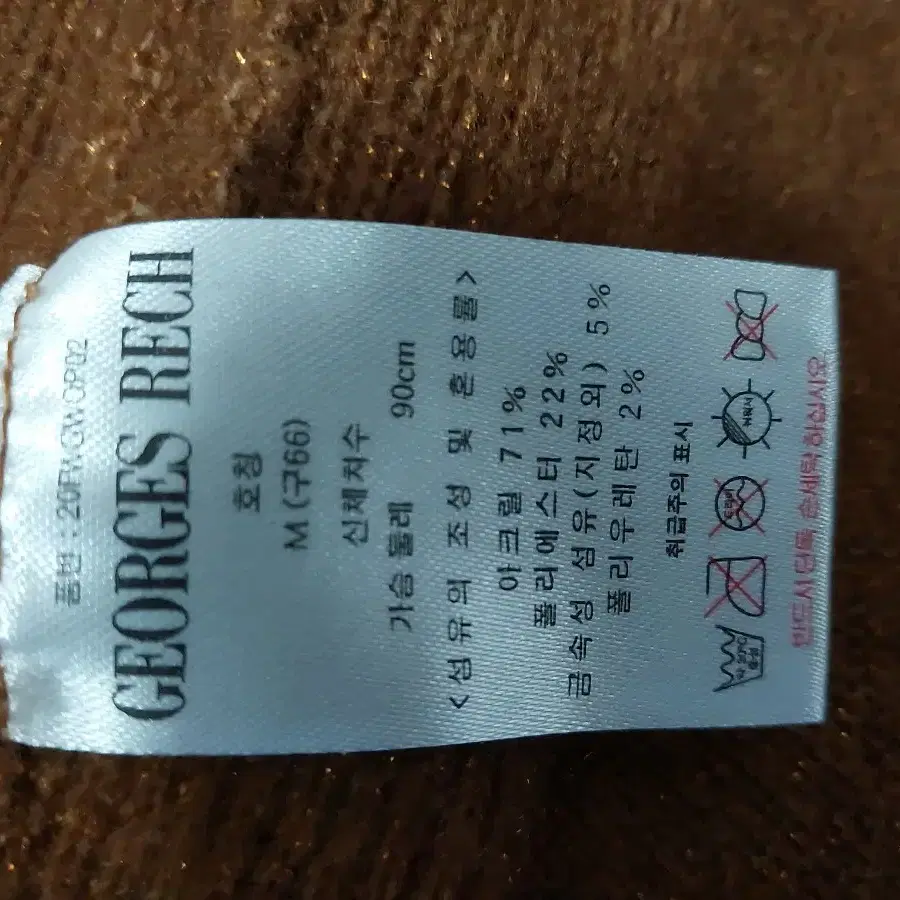 품번 : 20FWGWOP02
GEORGES RECH
호칭
M (구66)
신체치수
가슴 둘레 90cm
<섬유의 조성 및 혼용률>
아크릴 71%
폴리에스터 22%
금속성 섬유(지정외) 5%
폴리우레탄 2%
취급주의 표시
반드시 단독 손세탁 하십시오